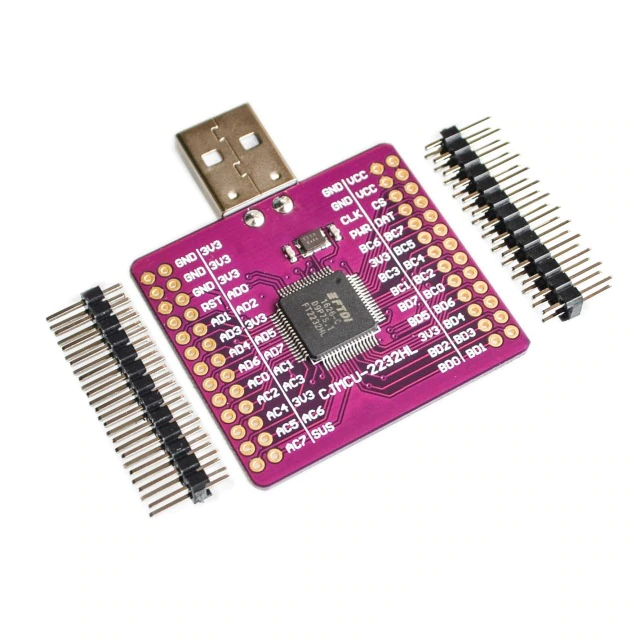 GND VCC
GND VCC
CLK CS
PWR DAT
BC6 BC7
3V3 BC5
BC3 BC4
BC1 BC2
BD7 BC0
BD5 BD6
3V3 BD4
BD2 BD3
BD0 BD1
GND 3V3
GND 3V3
GND 3V3
RST AD0
AD1 AD2
AD3 3V3
AD4 AD5
AD6 AD7
AC0 AC1
AC2 AC3
AC4 3V3
AC5 AC6
AC7 SUS
FTDI
1626-C
FT2232HL
CJMCU-2232HL